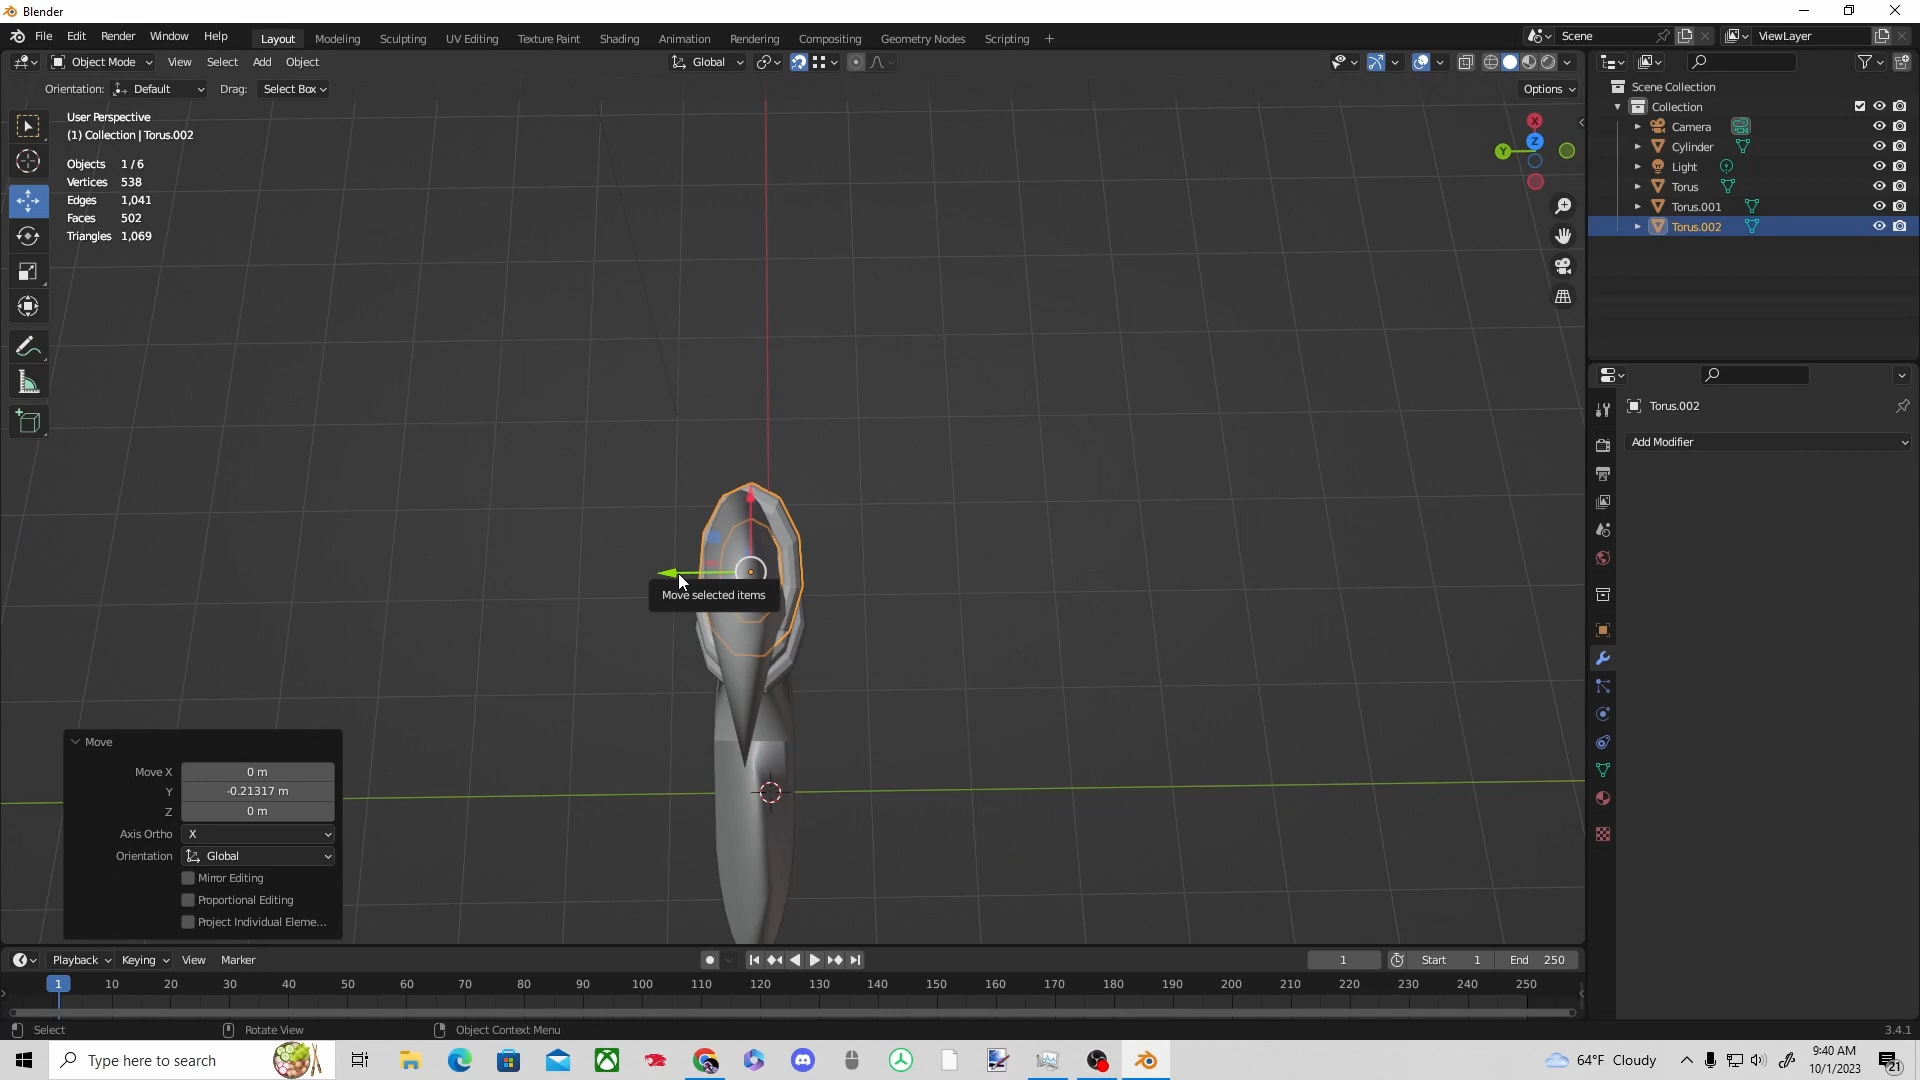 Blender
File Edit Render Window Help
Layout Modeling Sculpting UV Editing Texture Paint Shading Animation Rendering Compositing Geometry Nodes Scripting +
Scene
ViewLayer
Object Mode View Select Add Object
Global
Orientation: Default Drag: Select Box
Options
User Perspective
(1) Collection | Torus.002
Objects 1/6
Vertices 538
Edges 1,041
Faces 502
Triangles 1,069
X
Y
Z
Scene Collection
Collection
Camera
Cylinder
Light
Torus
Torus.001
Torus.002
Torus.002
Add Modifier
Move selected items
Move
Move X 0 m
Y -0.21317 m
Z 0 m
Axis Ortho X
Orientation Global
Mirror Editing
Proportional Editing
Project Individual Eleme...
Playback Keying View Marker
1
Start 1
End 250
1 10 20 30 40 50 60 70 80 90 100 110 120 130 140 150 160 170 180 190 200 210 220 230 240 250
Select
Rotate View
Object Context Menu
3.4.1
Type here to search
64°F Cloudy
9:40 AM
10/1/2023
21